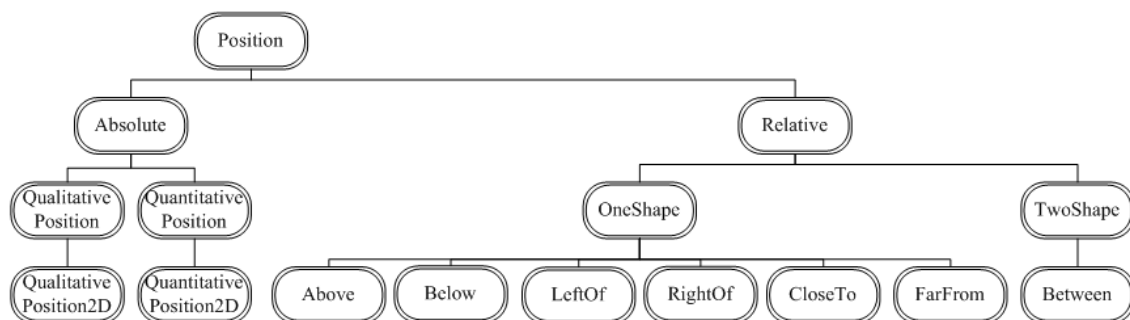 Position
Absolute
Relative
Qualitative
Position
Quantitative
Position
OneShape
TwoShape
Qualitative
Position2D
Quantitative
Position2D
Above
Below
LeftOf
RightOf
CloseTo
FarFrom
Between